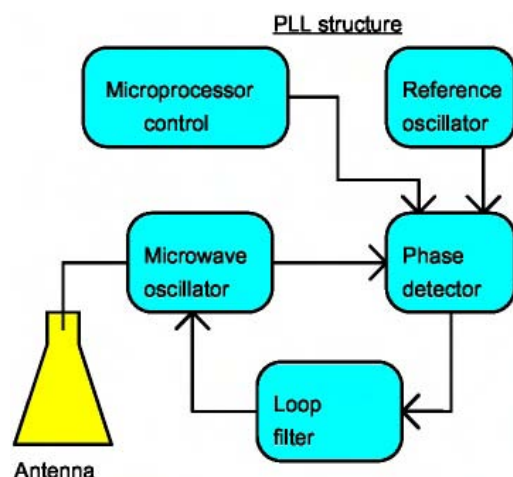 PLL structure
Microprocessor
control
Reference
oscillator
Microwave
oscillator
Phase
detector
Loop
filter
Antenna